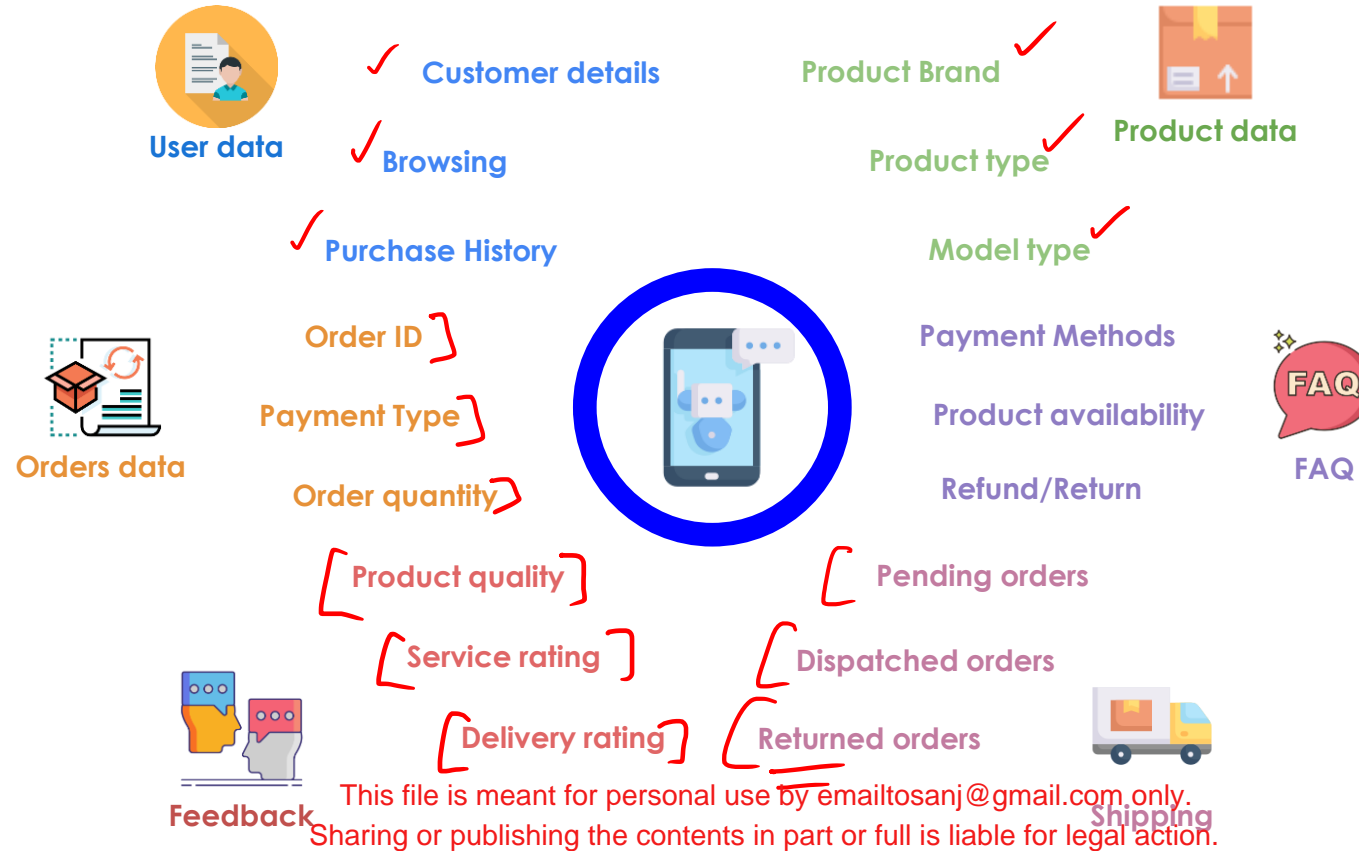 Customer details
Product Brand
User data
Product data
Browsing
Product type
Purchase History
Model type
Order ID
Payment Methods
FAQ
Payment Type
Product availability
Orders data
FAQ
Order quantity
Refund/Return
Product quality
Pending orders
Service rating
Dispatched orders
Delivery rating
Returned orders
Feedback
Shipping
This file is meant for personal use by emailtosanj@gmail.com only.
Sharing or publishing the contents in part or full is liable for legal action.